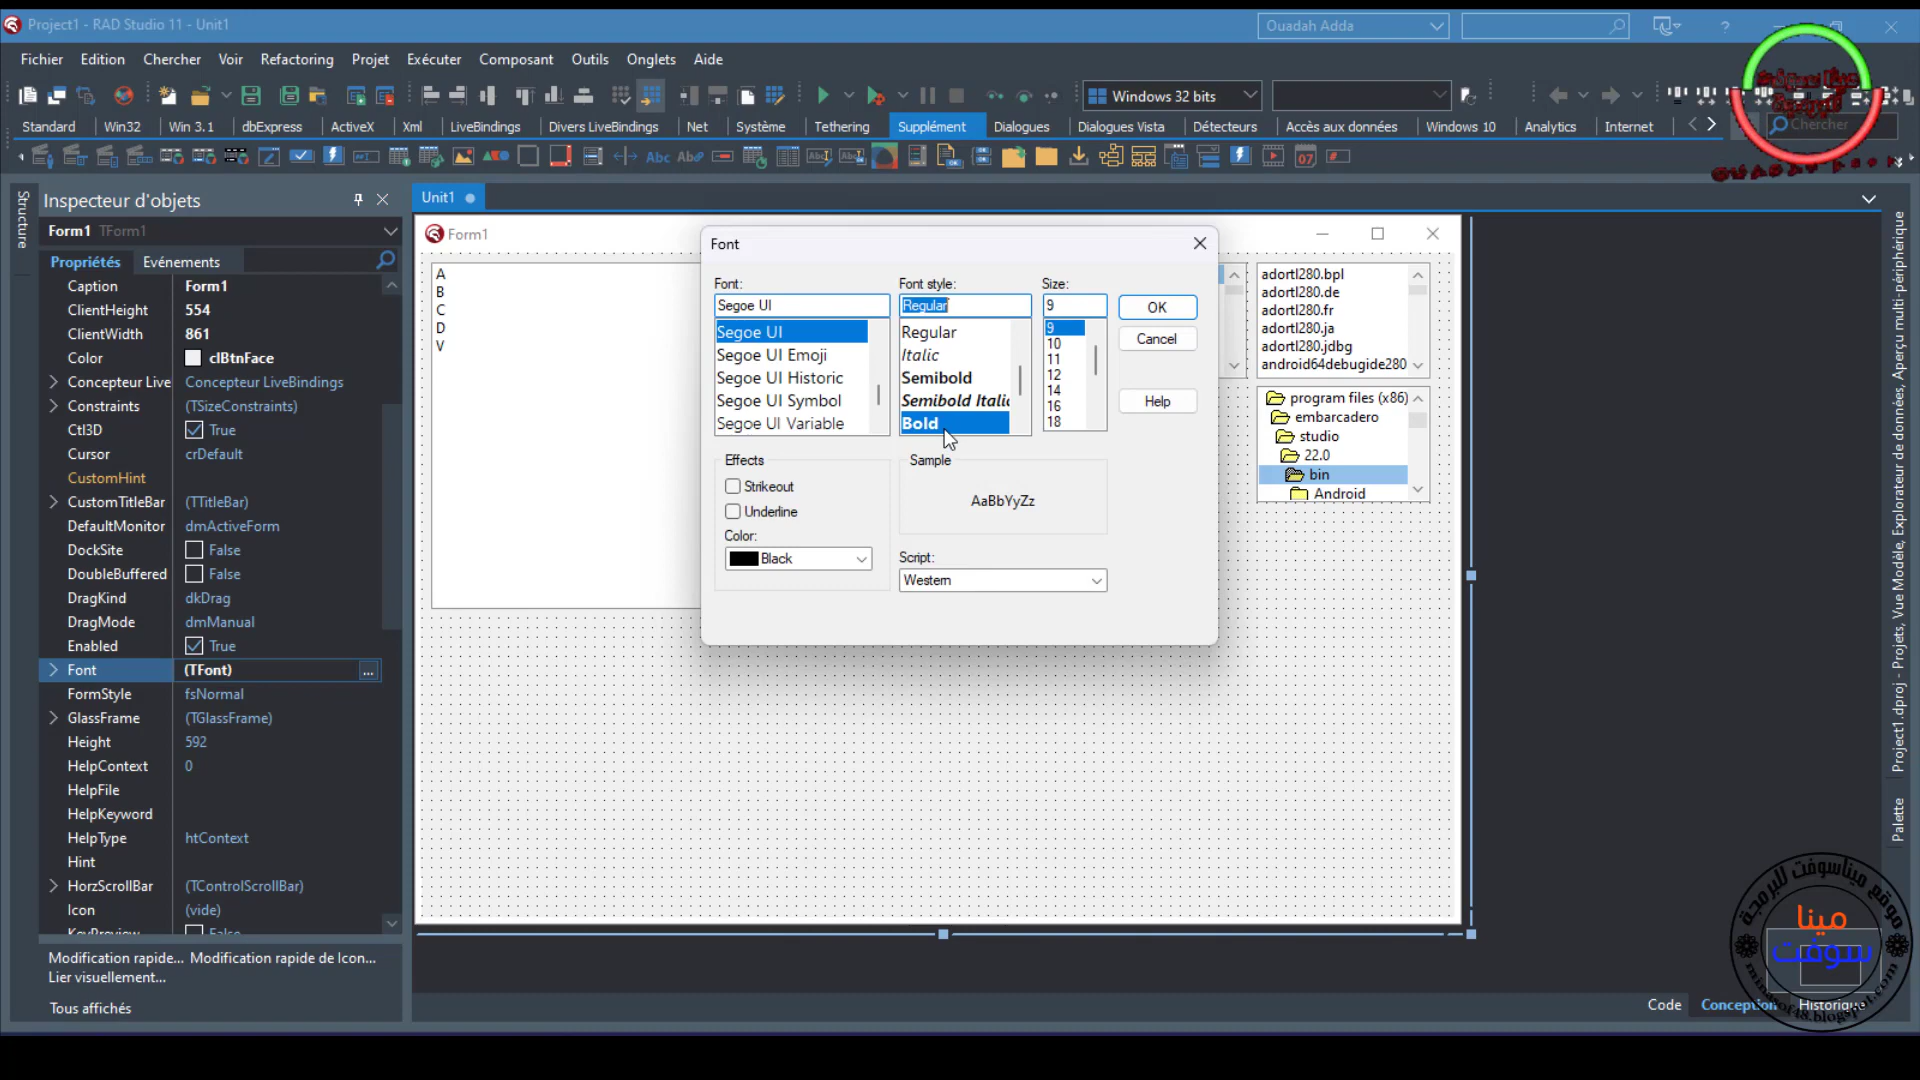 Project1 - RAD Studio 11 - Unit1
Ouadah Adda
?
Fichier Edition Chercher Voir Refactoring Projet Exécuter Composant Outils Onglets Aide
Windows 32 bits
Standard Win32 Win 3.1 dbExpress ActiveX Xml LiveBindings Divers LiveBindings Net Système Tethering Supplément Dialogues Dialogues Vista Détecteurs Accès aux données Windows 10 Analytics Internet
Chercher
Structure
Inspecteur d'objets
Form1 TForm1
Propriétés Evénements
Caption Form1
ClientHeight 554
ClientWidth 861
Color clBtnFace
Concepteur Live Concepteur LiveBindings
Constraints (TSizeConstraints)
Ctl3D True
Cursor crDefault
CustomHint
CustomTitleBar (TTitleBar)
DefaultMonitor dmActiveForm
DockSite False
DoubleBuffered False
DragKind dkDrag
DragMode dmManual
Enabled True
Font (TFont) ...
FormStyle fsNormal
GlassFrame (TGlassFrame)
Height 592
HelpContext 0
HelpFile
HelpKeyword
HelpType htContext
Hint
HorzScrollBar (TControlScrollBar)
Icon (vide)
KeyPreview False
Modification rapide... Modification rapide de Icon...
Lier visuellement...
Tous affichés
Unit1
Form1
A
B
C
D
V
Font
Font: Font style: Size:
Segoe UI Regular 9
Segoe UI
Segoe UI Emoji
Segoe UI Historic
Segoe UI Symbol
Segoe UI Variable
Regular
Italic
Semibold
Semibold Italic
Bold
9
10
11
12
14
16
18
OK
Cancel
Help
Effects
Strikeout
Underline
Color:
Black
Sample
AaBbYyZz
Script:
Western
adortl280.bpl
adortl280.de
adortl280.fr
adortl280.ja
adortl280.jdbg
android64debugide280
program files (x86)
embarcadero
studio
22.0
bin
Android
Project1.dproj - Projets, Vue Modèle, Explorateur de données, Aperçu multi-périphérique
Palette
Code Conception Historique
موقع ميناسوفت للبرمجة
مينا
سوفت